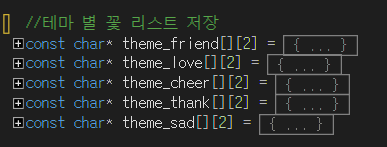 //테마 별 꽃 리스트 저장
const char* theme_friend[][2] = { ... }
const char* theme_love[][2] = { ... }
const char* theme_cheer[][2] = { ... }
const char* theme_thank[][2] = { ... }
const char* theme_sad[][2] = { ... }